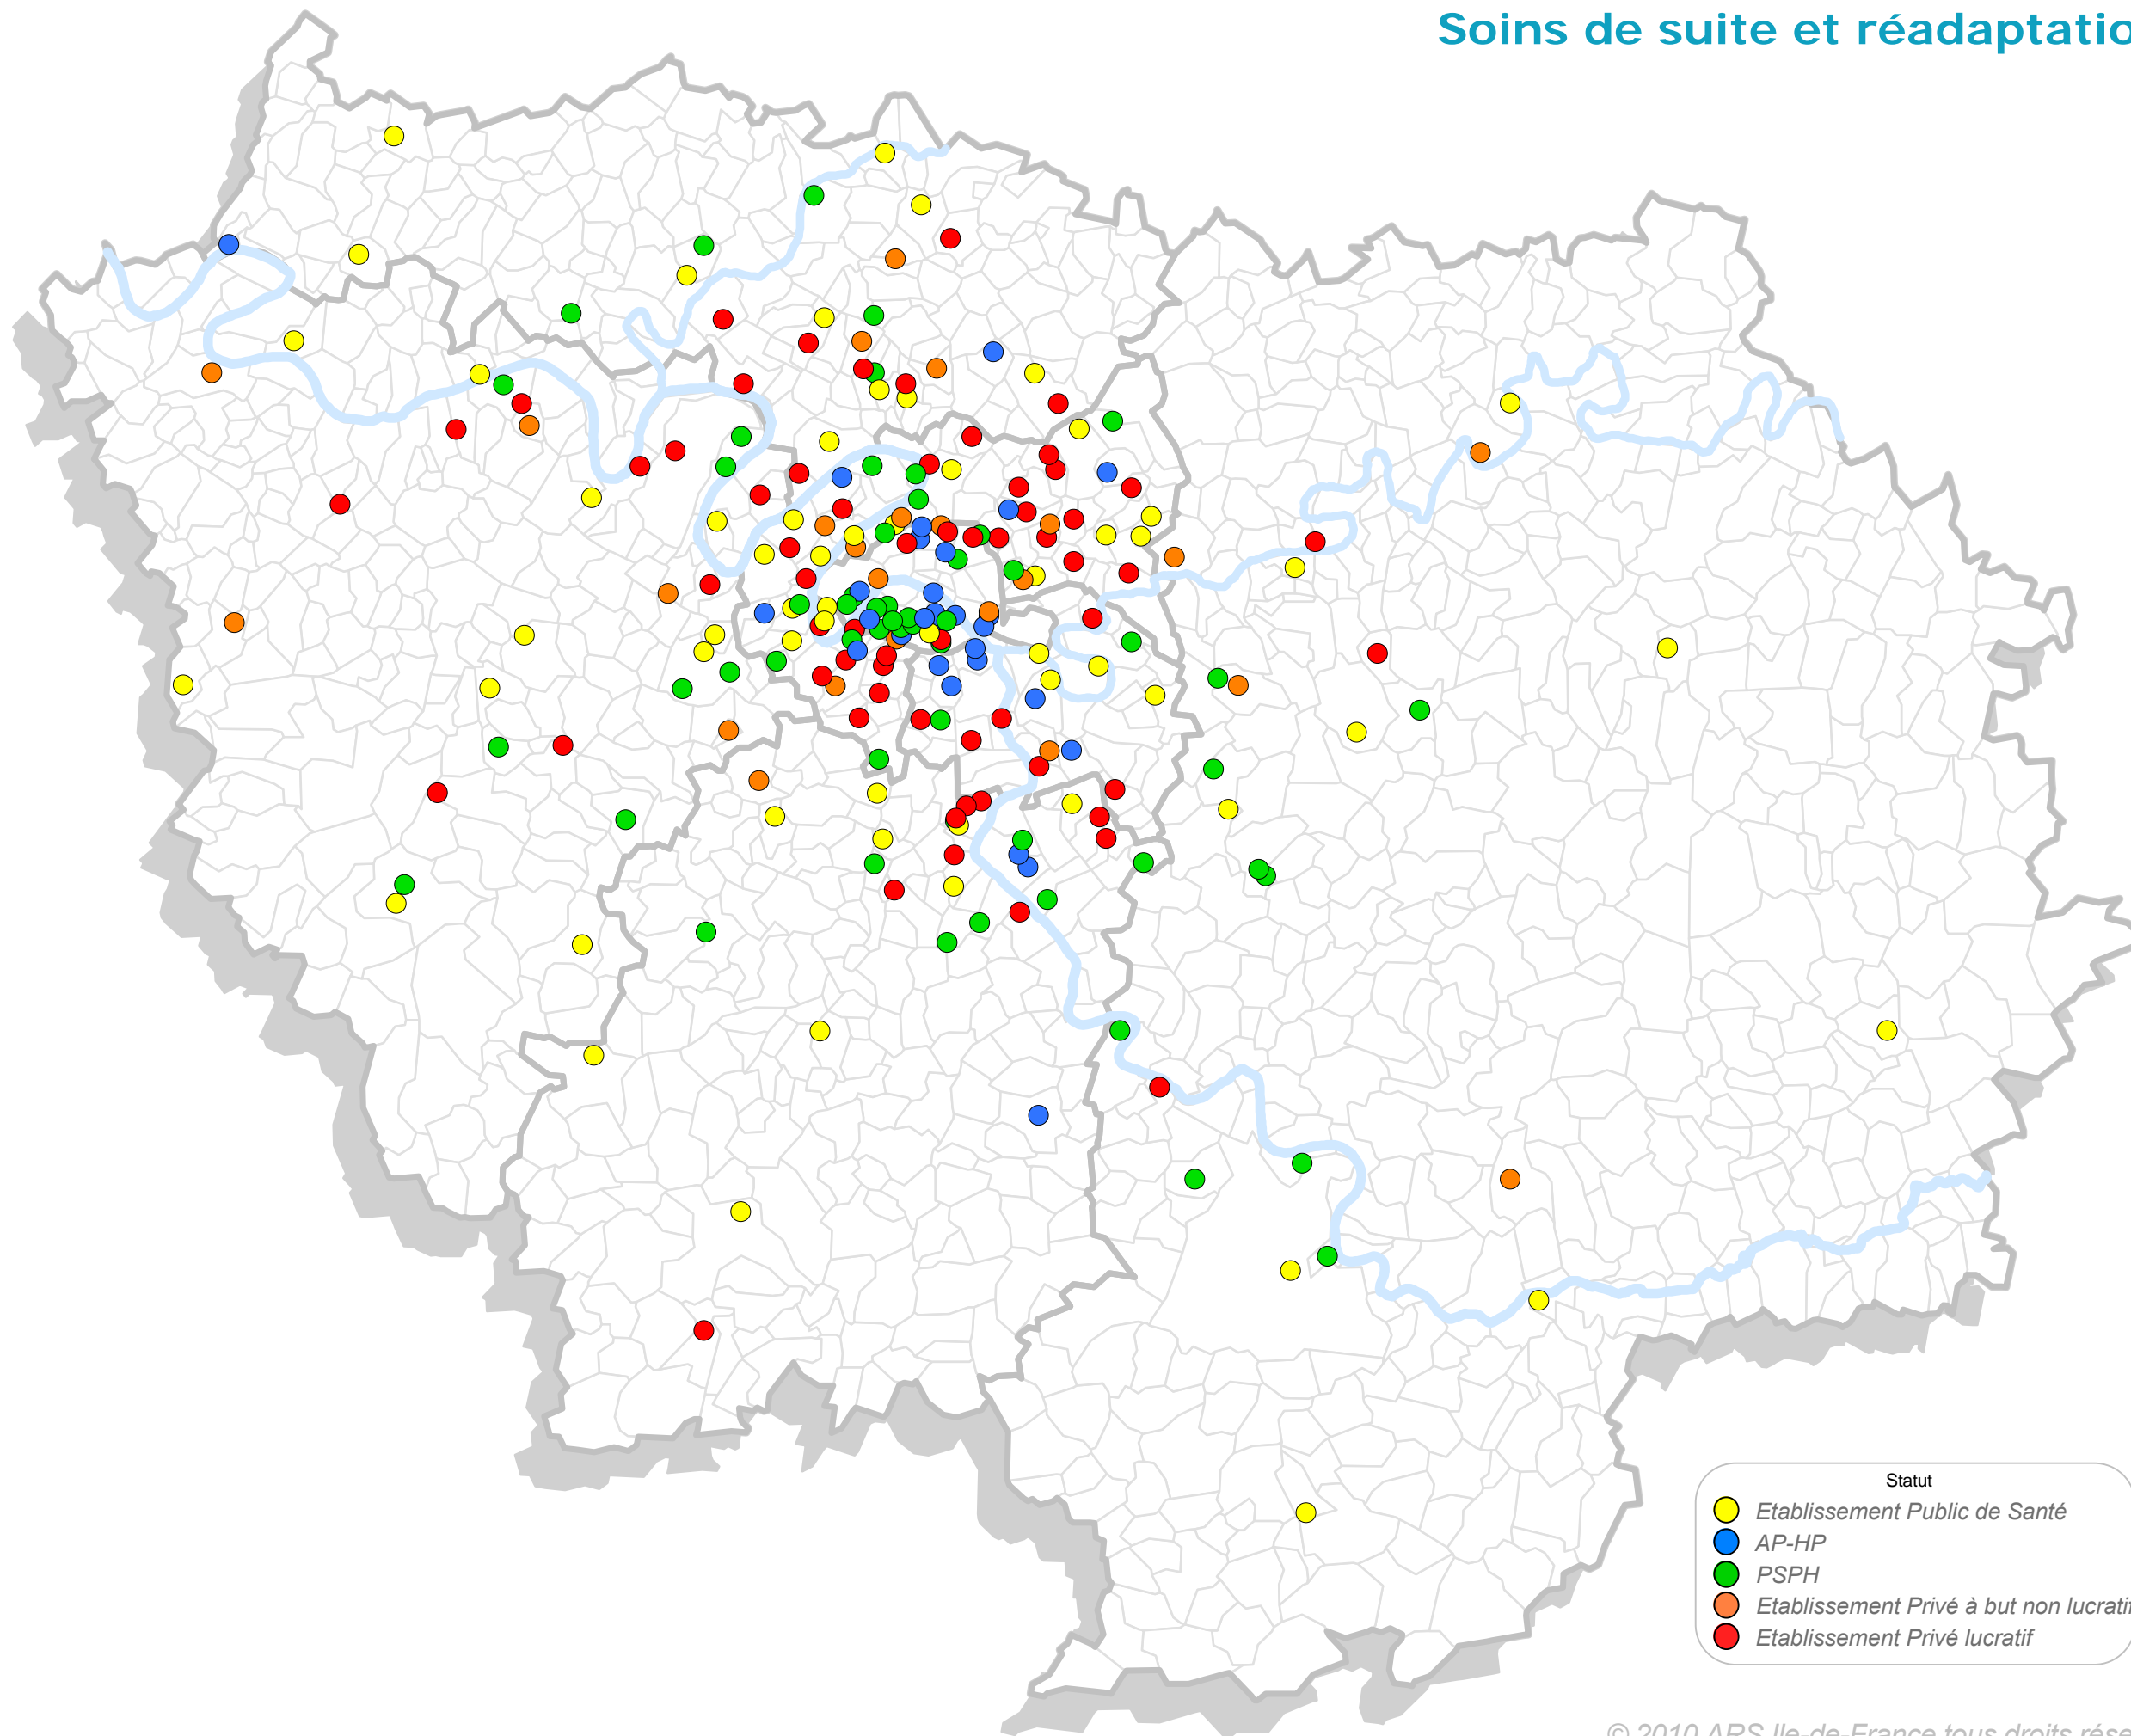 Soins de suite et réadaptatio
Statut
Etablissement Public de Santé
AP-HP
PSPH
Etablissement Privé à but non lucratif
Etablissement Privé lucratif
© 2010 ARS Ile-de-France tous droits rése